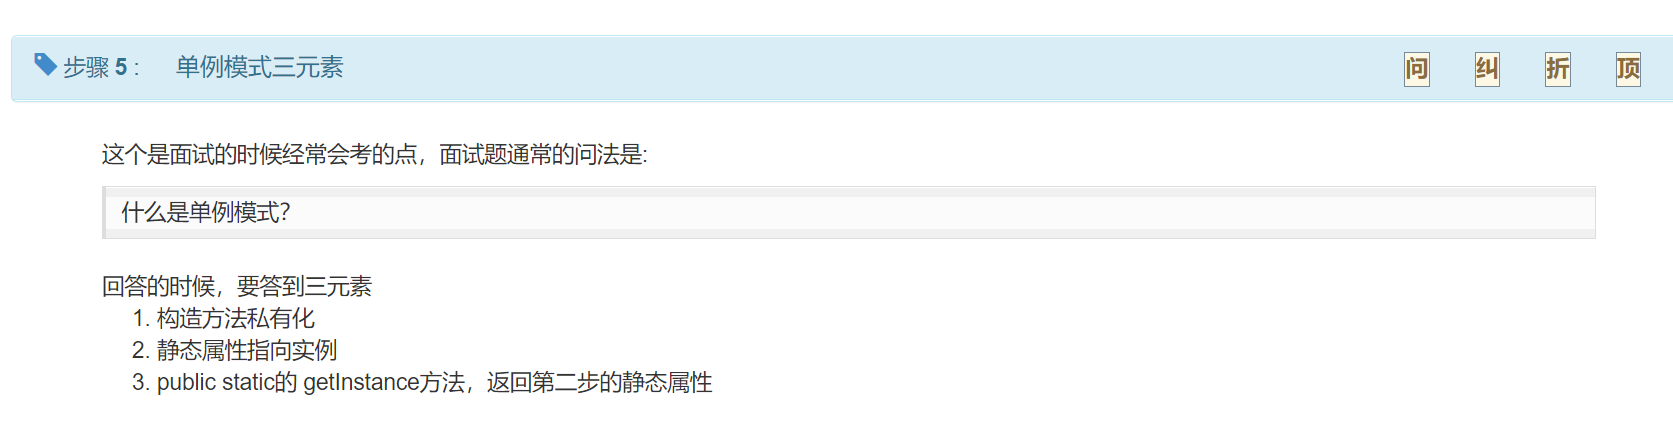 步骤 5 : 单例模式三元素 问 纠 折 顶
这个是面试的时候经常会考的点，面试题通常的问法是:
什么是单例模式？
回答的时候，要答到三元素
1. 构造方法私有化
2. 静态属性指向实例
3. public static的 getInstance方法，返回第二步的静态属性